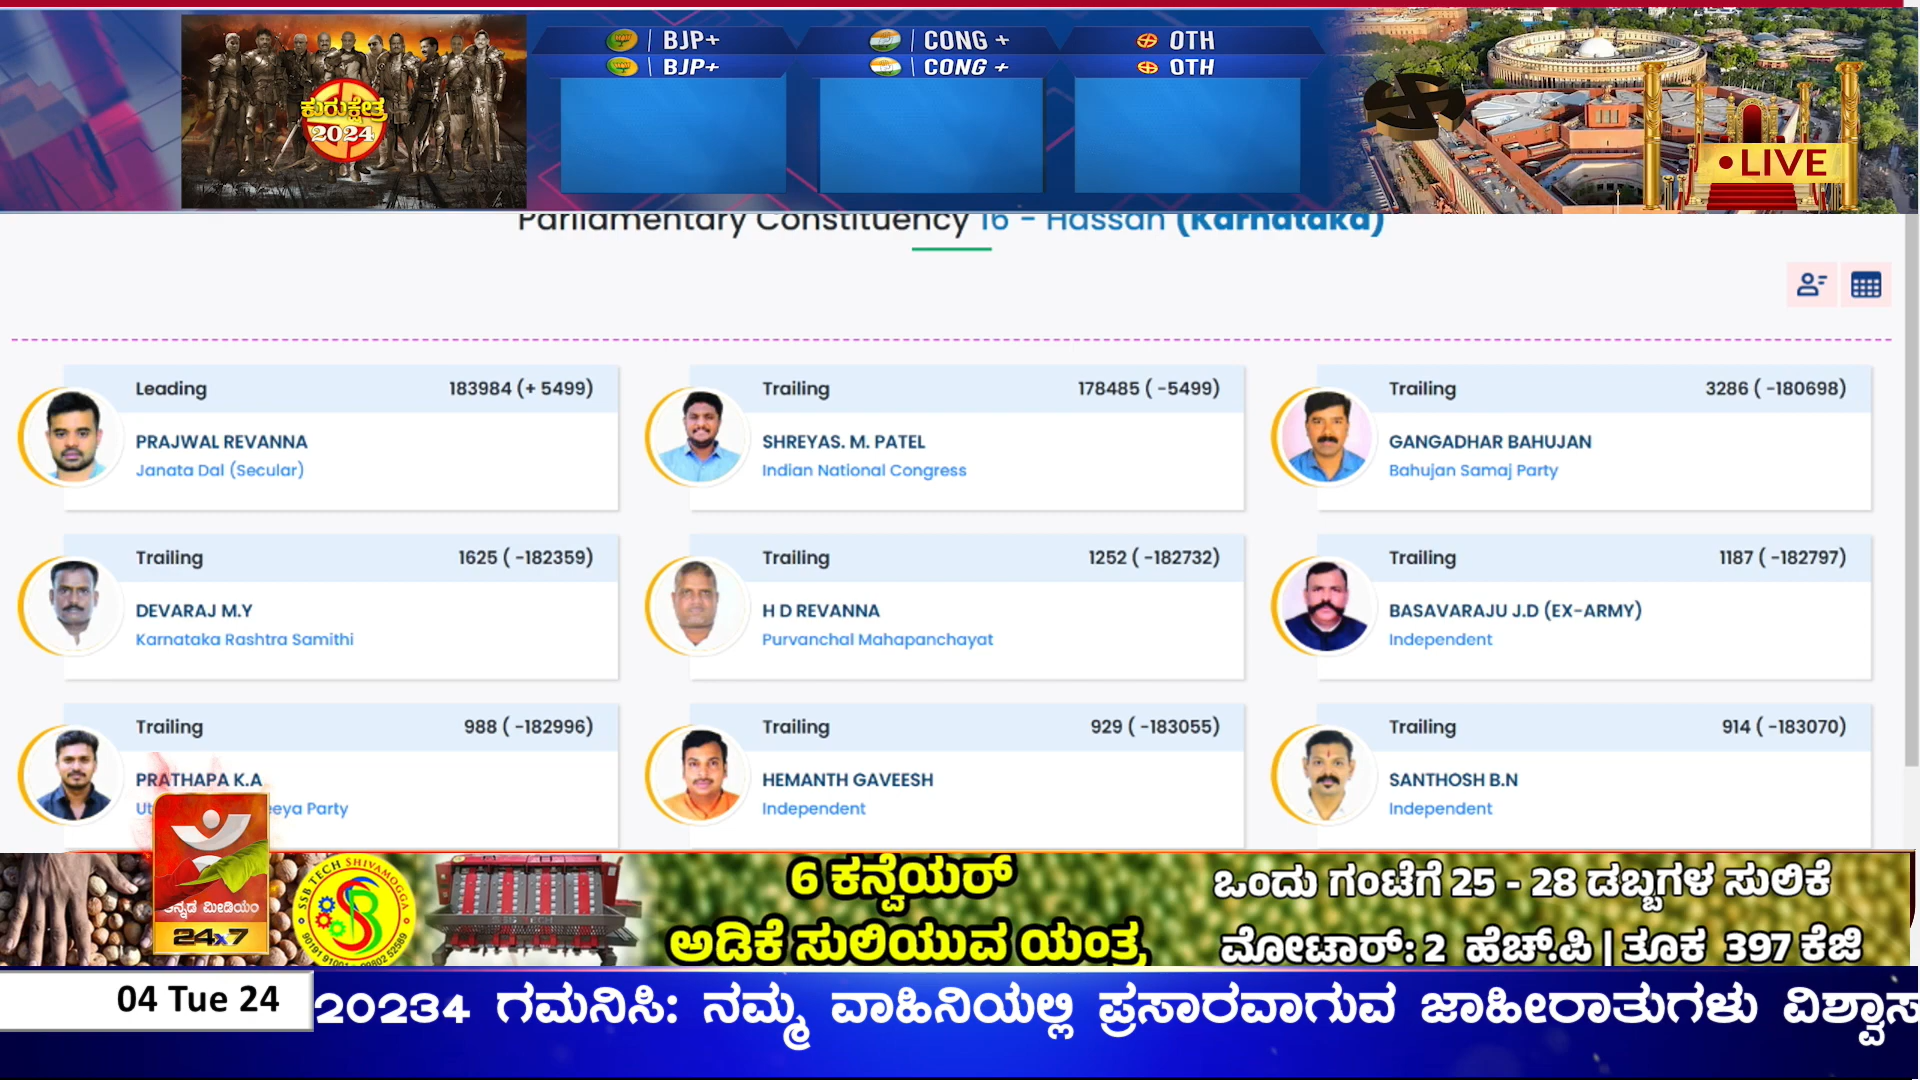 BJP+
CONG +
OTH
BJP+
CONG +
OTH
ಕುರುಕ್ಷೇತ್ರ
2024
• LIVE
Parliamentary Constituency 16 - Hassan (Karnataka)
Leading 183984 (+ 5499)
PRAJWAL REVANNA
Janata Dal (Secular)
Trailing 178485 ( -5499)
SHREYAS. M. PATEL
Indian National Congress
Trailing 3286 ( -180698)
GANGADHAR BAHUJAN
Bahujan Samaj Party
Trailing 1625 ( -182359)
DEVARAJ M.Y
Karnataka Rashtra Samithi
Trailing 1252 ( -182732)
H D REVANNA
Purvanchal Mahapanchayat
Trailing 1187 ( -182797)
BASAVARAJU J.D (EX-ARMY)
Independent
Trailing 988 ( -182996)
PRATHAPA K.A
Party
Trailing 929 ( -183055)
HEMANTH GAVEESH
Independent
Trailing 914 ( -183070)
SANTHOSH B.N
Independent
ಕನ್ನಡ ಮೀಡಿಯಂ
24x7
SSB TECH SHIVAMOGGA
SSB TECH
6 ಕನ್ವೆಯರ್
ಅಡಿಕೆ ಸುಲಿಯುವ ಯಂತ್ರ
ಒಂದು ಗಂಟೆಗೆ 25 - 28 ಡಬ್ಬಗಳ ಸುಲಿಕೆ
ಮೋಟಾರ್: 2 ಹೆಚ್.ಪಿ | ತೂಕ 397 ಕೆಜಿ
04 Tue 24
20234 ಗಮನಿಸಿ: ನಮ್ಮ ವಾಹಿನಿಯಲ್ಲಿ ಪ್ರಸಾರವಾಗುವ ಜಾಹೀರಾತುಗಳು ವಿಶ್ವಾಸ